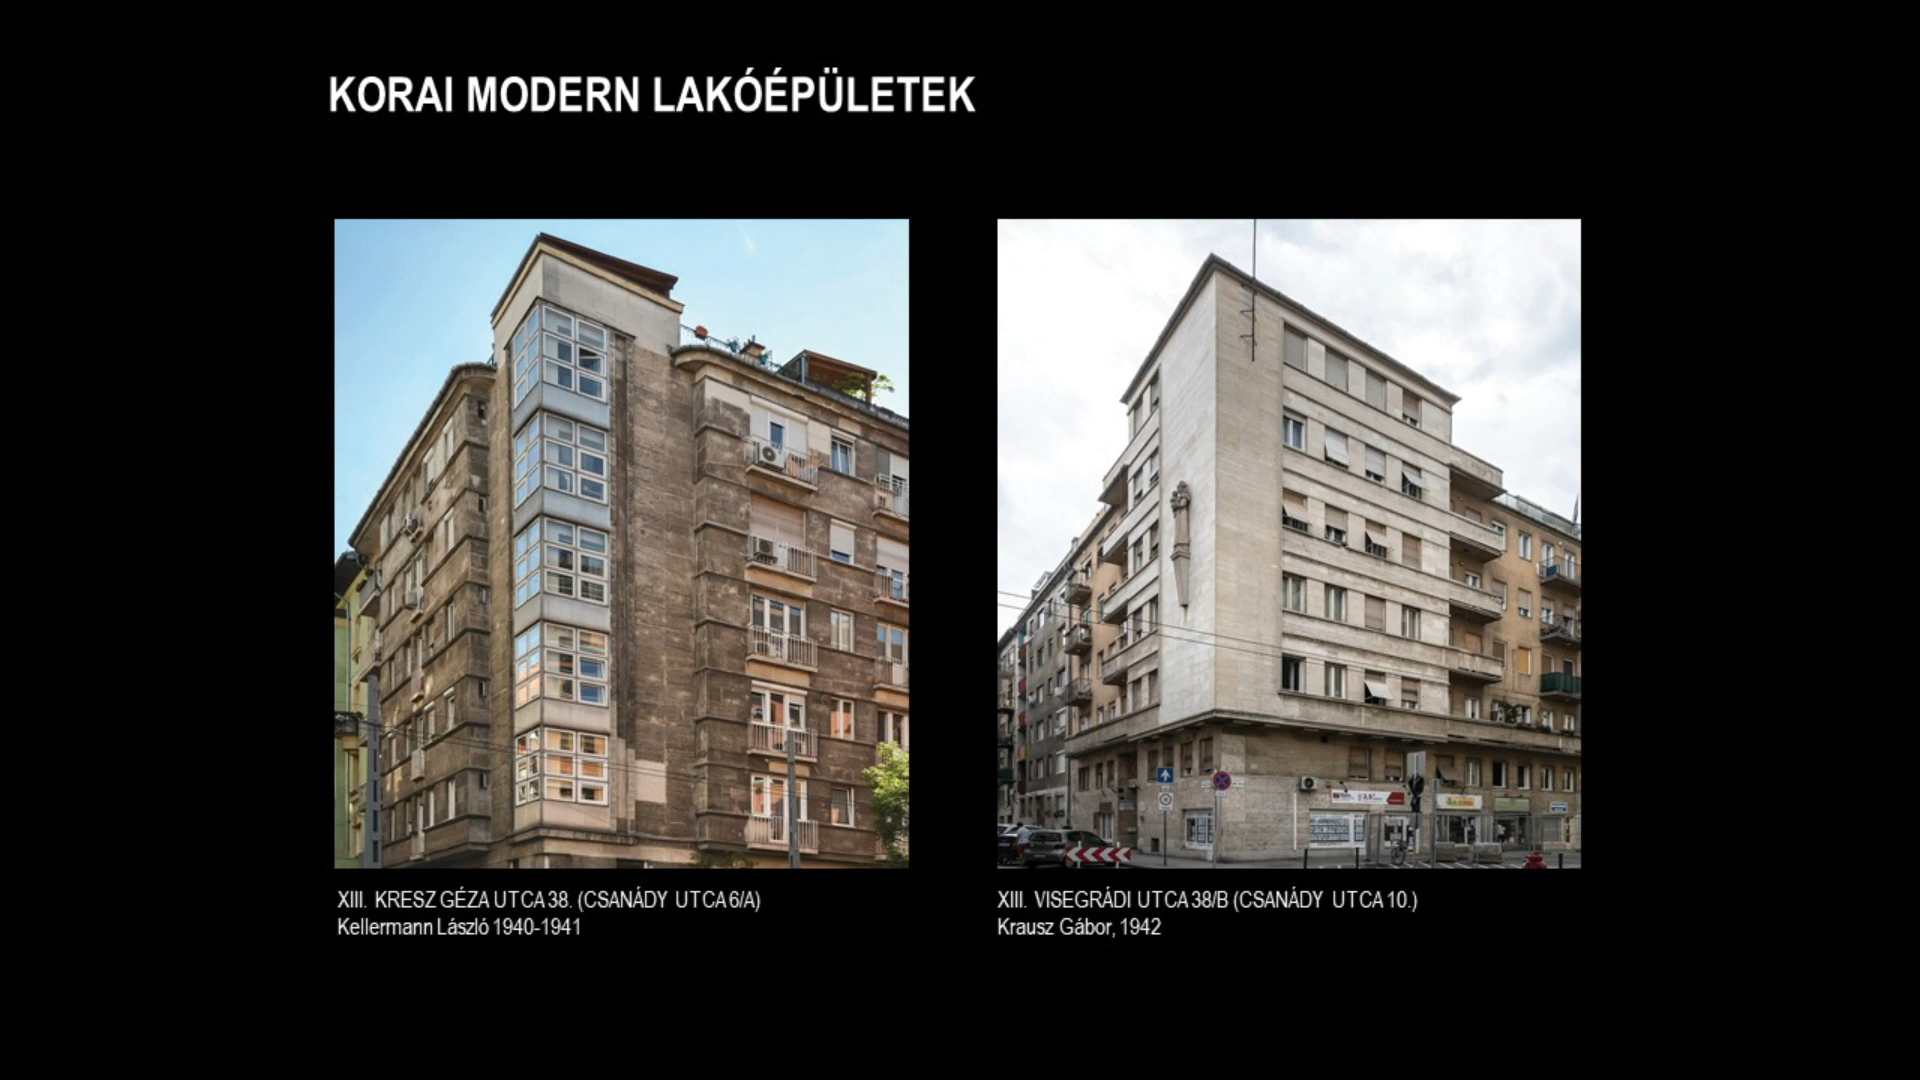 KORAI MODERN LAKÓÉPÜLETEK
XIII. KRESZ GÉZA UTCA 38. (CSANÁDY UTCA 6/A)
Kellermann László 1940-1941
XIII. VISEGRÁDI UTCA 38/B (CSANÁDY UTCA 10.)
Krausz Gábor, 1942